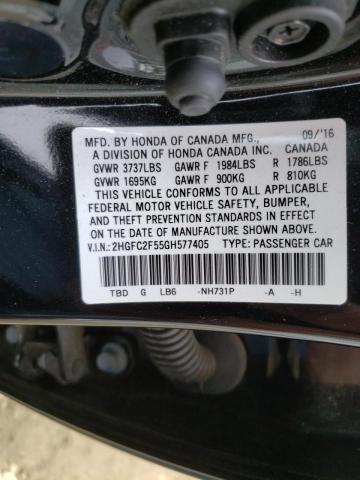 MFD. BY HONDA OF CANADA MFG., 09/'16
A DIVISION OF HONDA CANADA INC. CANADA
GVWR 3737LBS GAWR F 1984LBS R 1786LBS
GVWR 1695KG GAWR F 900KG R 810KG
THIS VEHICLE CONFORMS TO ALL APPLICABLE
FEDERAL MOTOR VEHICLE SAFETY, BUMPER,
AND THEFT PREVENTION STANDARDS IN EFFECT
ON THE DATE OF MANUFACTURE SHOWN ABOVE.
V.I.N.: 2HGFC2F55GH577405 TYPE: PASSENGER CAR
TBD G LB6 -NH731P -A -H